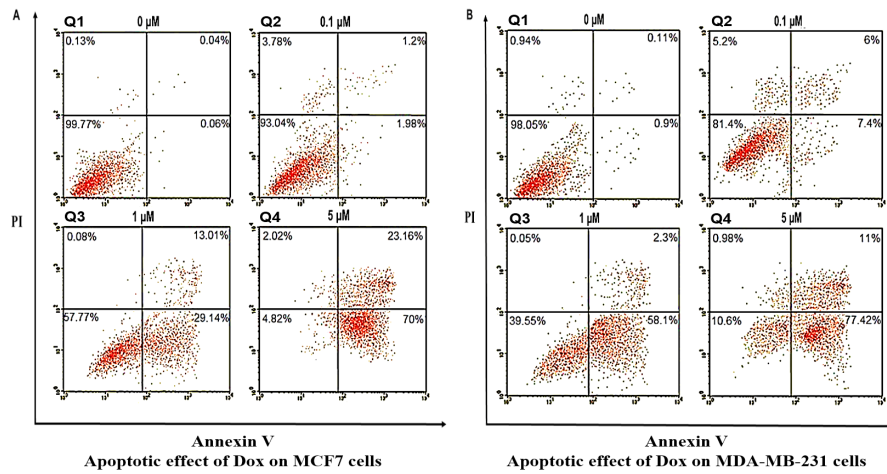 A
B
Q1 0 µM
0.13% 0.04%
99.77% 0.06%
Q2 0.1 µM
3.78% 1.2%
93.04% 1.98%
Q1 0 µM
0.94% 0.11%
98.05% 0.9%
Q2 0.1 µM
5.2% 6%
81.4% 7.4%
PI
Q3 1 µM
0.08% 13.01%
57.77% 29.14%
Q4 5 µM
2.02% 23.16%
4.82% 70%
PI
Q3 1 µM
0.05% 2.3%
39.55% 58.1%
Q4 5 µM
0.98% 11%
10.6% 77.42%
Annexin V
Apoptotic effect of Dox on MCF7 cells
Annexin V
Apoptotic effect of Dox on MDA-MB-231 cells